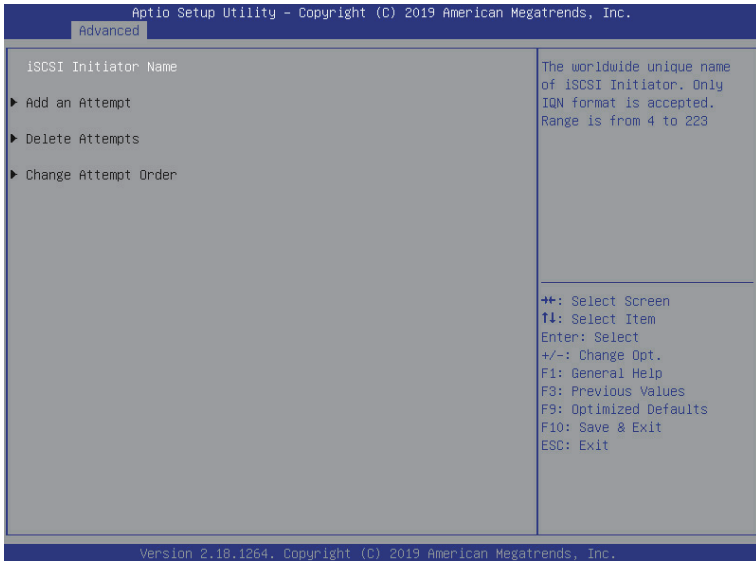 Aptio Setup Utility – Copyright (C) 2019 American Megatrends, Inc.
Advanced
iSCSI Initiator Name
▶ Add an Attempt
▶ Delete Attempts
▶ Change Attempt Order
The worldwide unique name
of iSCSI Initiator. Only
IQN format is accepted.
Range is from 4 to 223
→←: Select Screen
↑↓: Select Item
Enter: Select
+/-: Change Opt.
F1: General Help
F3: Previous Values
F9: Optimized Defaults
F10: Save & Exit
ESC: Exit
Version 2.18.1264. Copyright (C) 2019 American Megatrends, Inc.